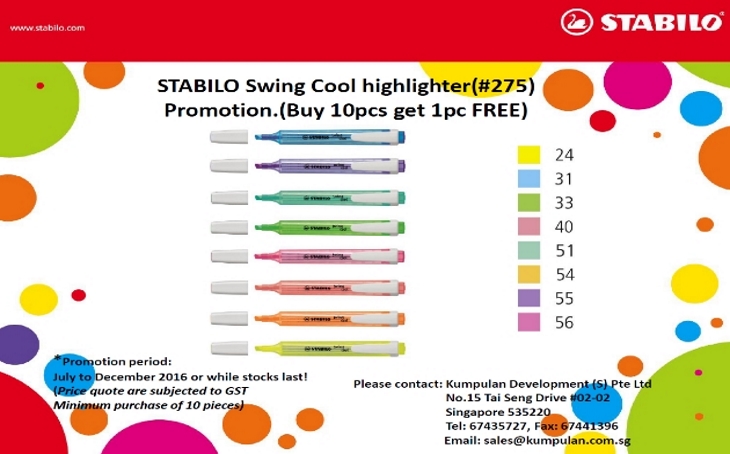 www.stabilo.com
STABILO®
STABILO Swing Cool highlighter(#275)
Promotion.(Buy 10pcs get 1pc FREE)
24
31
33
40
51
54
55
56
*Promotion period:
July to December 2016 or while stocks last!
(Price quote are subjected to GST
Minimum purchase of 10 pieces)
Please contact: Kumpulan Development (S) Pte Ltd
No.15 Tai Seng Drive #02-02
Singapore 535220
Tel: 67435727, Fax: 67441396
Email: sales@kumpulan.com.sg